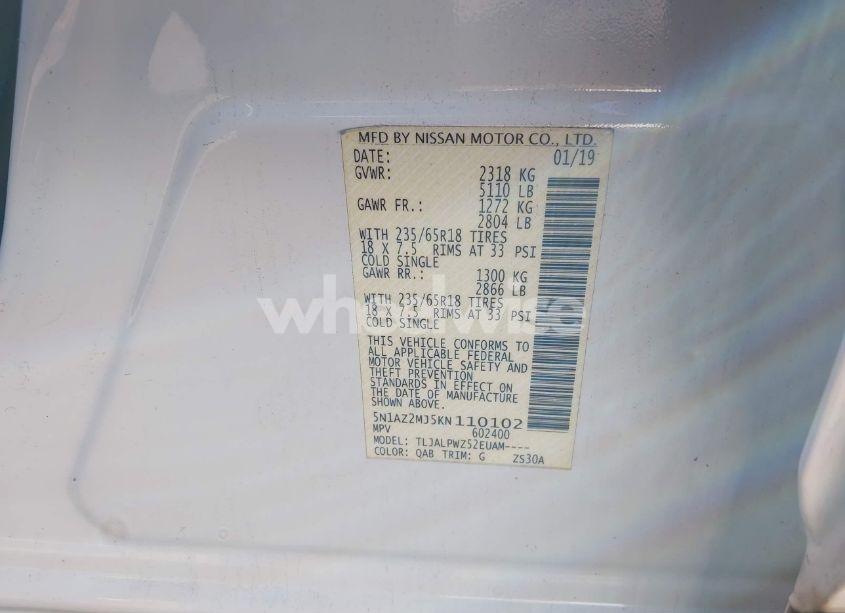 MFD BY NISSAN MOTOR CO., LTD.
DATE: 01/19
GVWR: 2318 KG
5110 LB
GAWR FR.: 1272 KG
2804 LB
WITH 235/65R18 TIRES
18 X 7.5 RIMS AT 33 PSI
COLD SINGLE
GAWR RR.: 1300 KG
2866 LB
WITH 235/65R18 TIRES
18 X 7.5 RIMS AT 33 PSI
COLD SINGLE
THIS VEHICLE CONFORMS TO
ALL APPLICABLE FEDERAL
MOTOR VEHICLE SAFETY AND
THEFT PREVENTION
STANDARDS IN EFFECT ON
THE DATE OF MANUFACTURE
SHOWN ABOVE.
5N1AZ2MJ5KN110102
MPV 602400
MODEL: TLJALPWZ52EUAM----
COLOR: QAB TRIM: G ZS30A
wheelwise